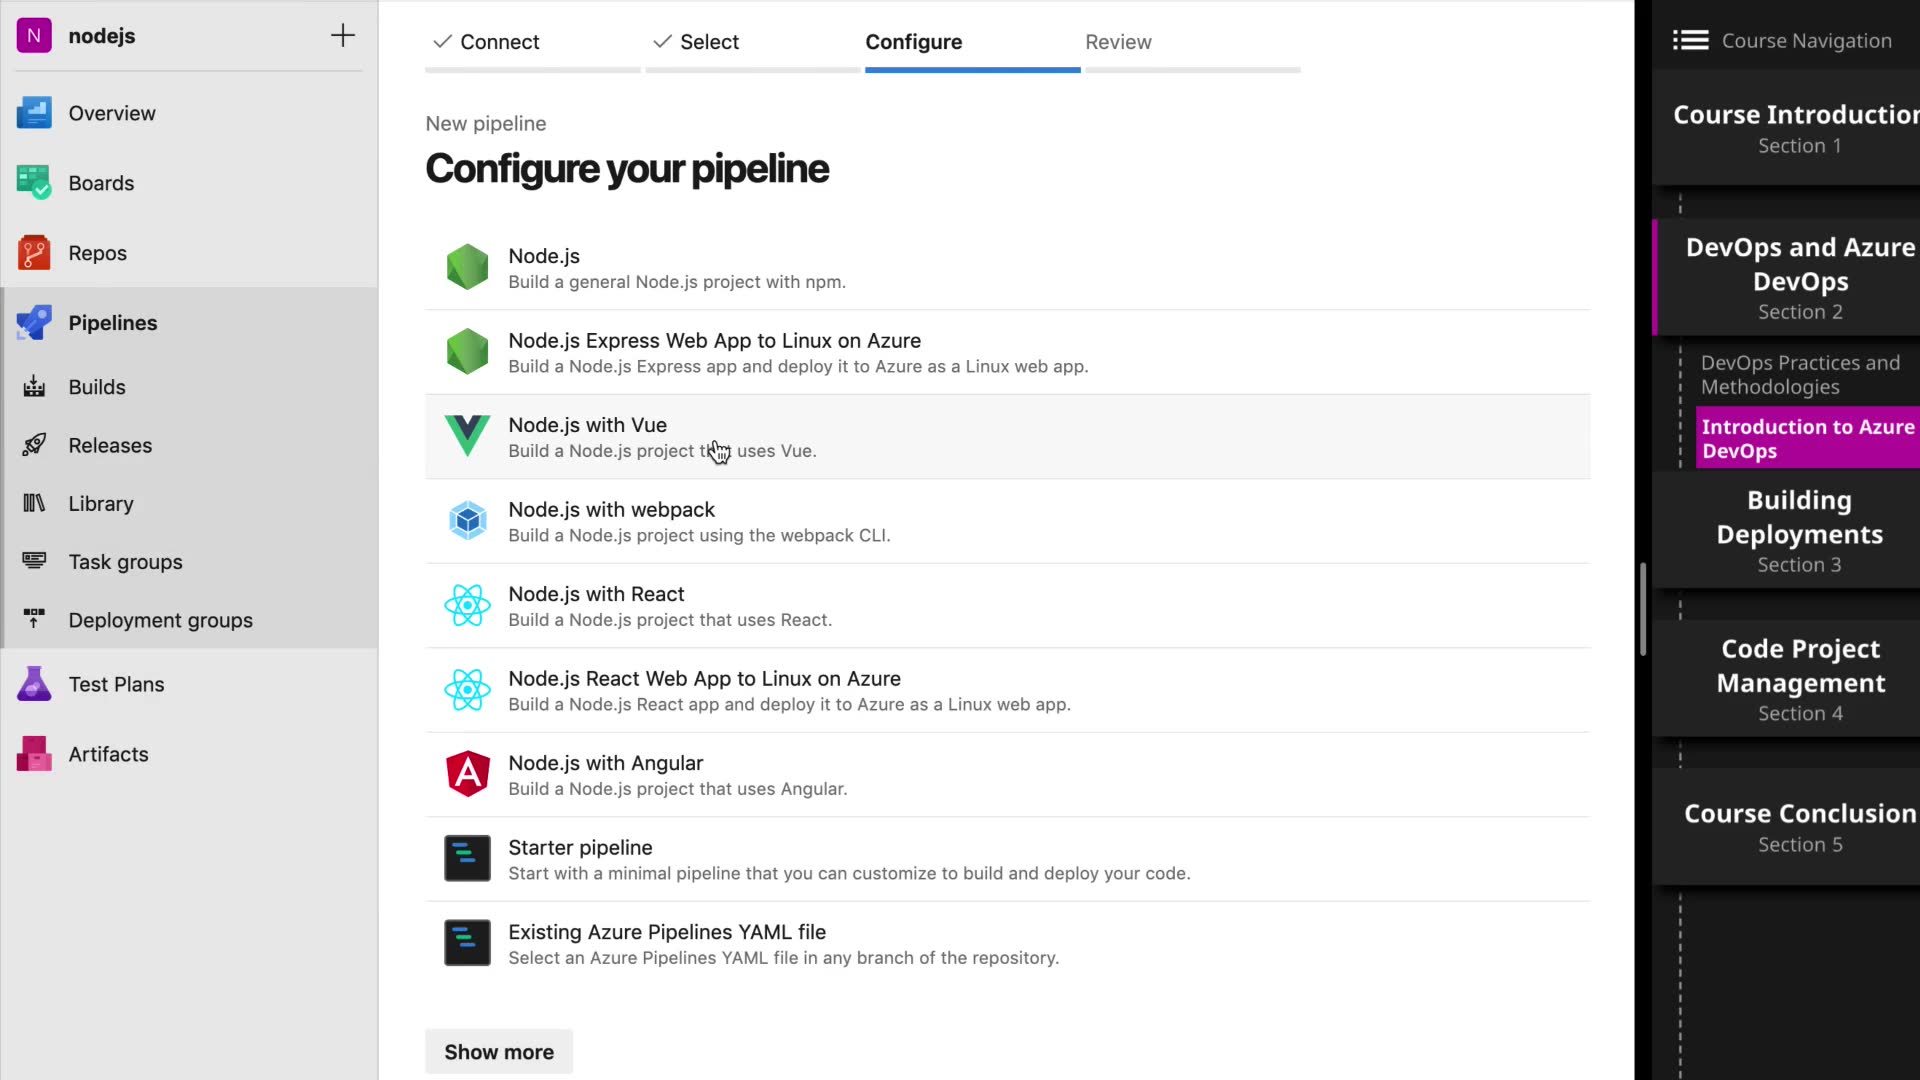 N nodejs
Overview
Boards
Repos
Pipelines
Builds
Releases
Library
Task groups
Deployment groups
Test Plans
Artifacts
Connect
Select
Configure
Review
New pipeline
Configure your pipeline
Node.js
Build a general Node.js project with npm.
Node.js Express Web App to Linux on Azure
Build a Node.js Express app and deploy it to Azure as a Linux web app.
Node.js with Vue
Build a Node.js project that uses Vue.
Node.js with webpack
Build a Node.js project using the webpack CLI.
Node.js with React
Build a Node.js project that uses React.
Node.js React Web App to Linux on Azure
Build a Node.js React app and deploy it to Azure as a Linux web app.
Node.js with Angular
Build a Node.js project that uses Angular.
Starter pipeline
Start with a minimal pipeline that you can customize to build and deploy your code.
Existing Azure Pipelines YAML file
Select an Azure Pipelines YAML file in any branch of the repository.
Show more
Course Navigation
Course Introduction
Section 1
DevOps and Azure
DevOps
Section 2
DevOps Practices and
Methodologies
Introduction to Azure
DevOps
Building
Deployments
Section 3
Code Project
Management
Section 4
Course Conclusion
Section 5